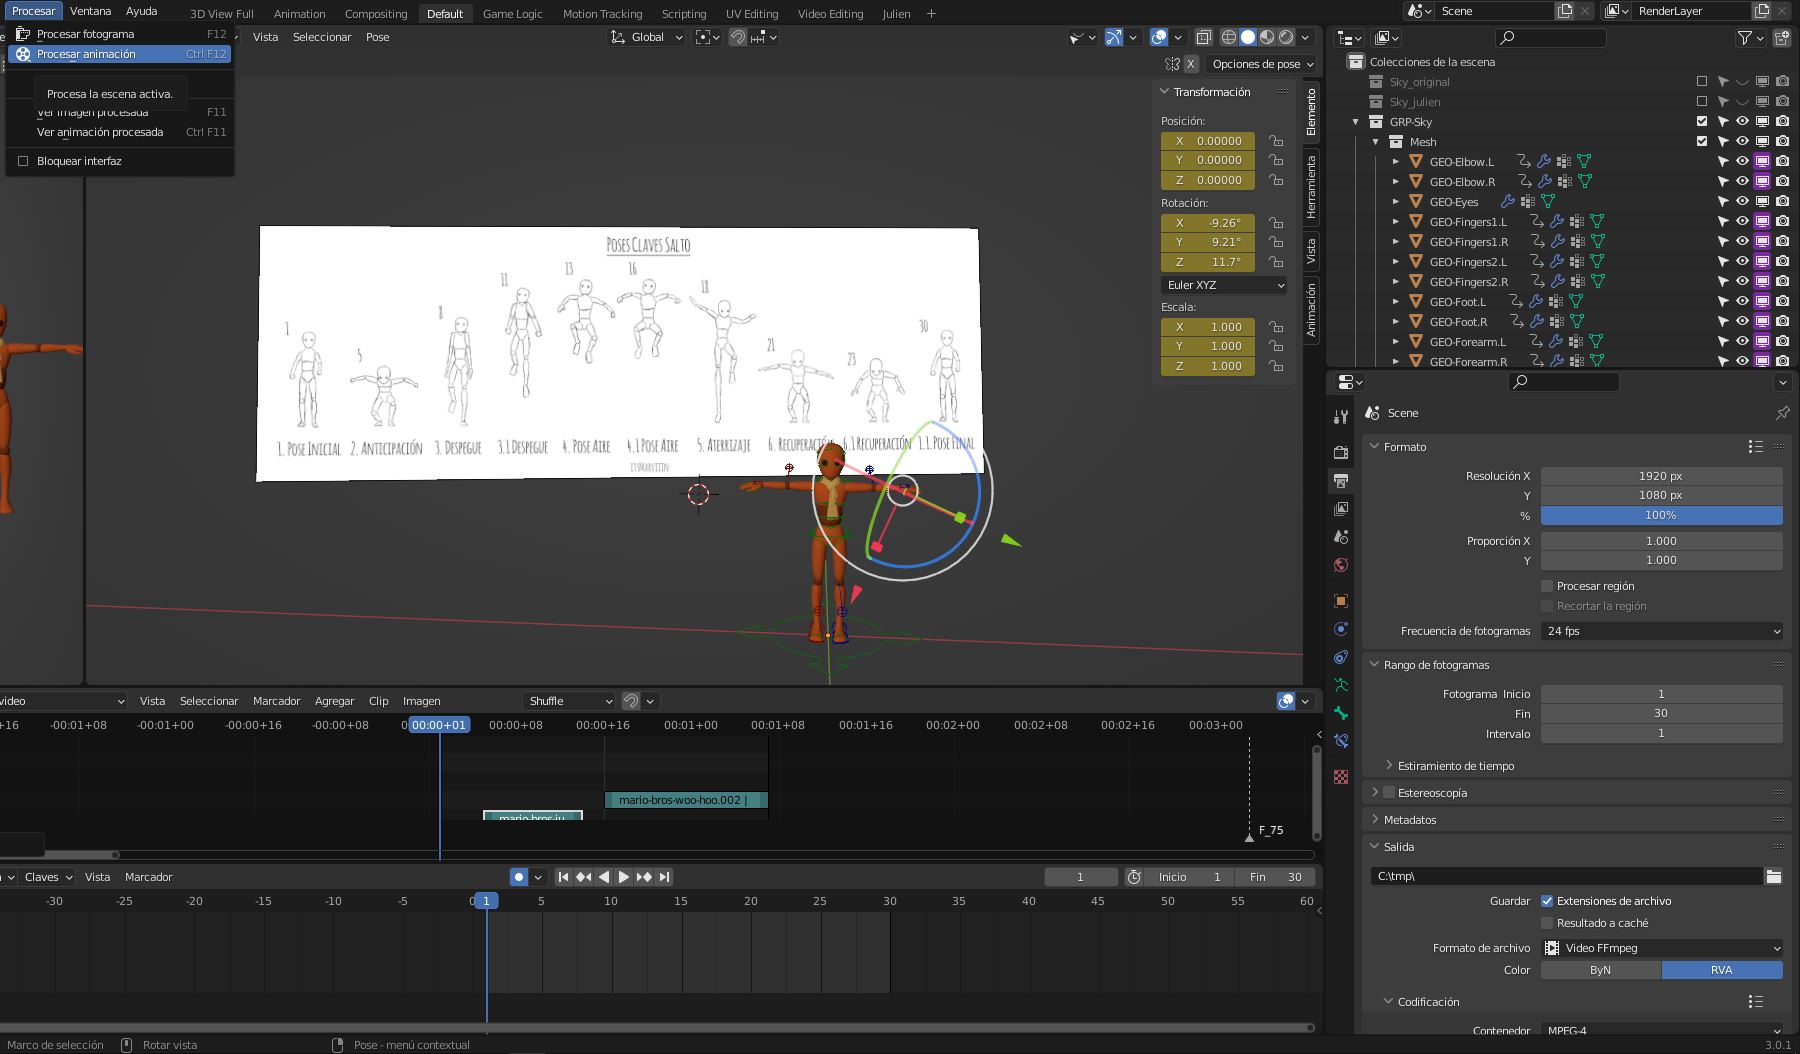 Procesar Ventana Ayuda 3D View Full Animation Compositing Default Game Logic Motion Tracking Scripting UV Editing Video Editing Julien + Scene RenderLayer
Procesar fotograma F12
Procesar animación Ctrl F12
Procesa la escena activa.
Ver imagen procesada F11
Ver animación procesada Ctrl F11
Bloquear interfaz
Vista Seleccionar Pose Global
X Opciones de pose
Transformación
Posición:
X 0.00000
Y 0.00000
Z 0.00000
Rotación:
X -9.26°
Y 9.21°
Z 11.7°
Euler XYZ
Escala:
X 1.000
Y 1.000
Z 1.000
Elemento
Herramienta
Vista
Animación
Poses Claves Salto
1 5 8 11 13 16 18 21 23 30
1. Pose Inicial 2. Anticipación 3. Despegue 3.1 Despegue 4. Pose Aire 4.1 Pose Aire 5. Aterrizaje 6. Recuperación 6.1 Recuperación 1.1. Pose Final
Colecciones de la escena
Sky_original
Sky_julien
GRP-Sky
Mesh
GEO-Elbow.L
GEO-Elbow.R
GEO-Eyes
GEO-Fingers1.L
GEO-Fingers1.R
GEO-Fingers2.L
GEO-Fingers2.R
GEO-Foot.L
GEO-Foot.R
GEO-Forearm.L
GEO-Forearm.R
Scene
Formato
Resolución X 1920 px
Y 1080 px
% 100%
Proporción X 1.000
Y 1.000
Procesar región
Recortar la región
Frecuencia de fotogramas 24 fps
Rango de fotogramas
Fotograma Inicio 1
Fin 30
Intervalo 1
Estiramiento de tiempo
Estereoscopía
Metadatos
Salida
C:\tmp\
Guardar Extensiones de archivo
Resultado a caché
Formato de archivo Video FFmpeg
Color ByN RVA
Codificación
Contenedor MPEG-4
video Vista Seleccionar Marcador Agregar Clip Imagen Shuffle
+16 -00:01+08 -00:01+00 -00:00+16 -00:00+08 00:00+01 00:00+08 00:00+16 00:01+00 00:01+08 00:01+16 00:02+00 00:02+08 00:02+16 00:03+00
mario-bros-woo-hoo.002 |
mario-bros-ju
F_75
Claves Vista Marcador 1 Inicio 1 Fin 30
-30 -25 -20 -15 -10 -5 0 1 5 10 15 20 25 30 35 40 45 50 55 60
Marco de selección Rotar vista Pose - menú contextual 3.0.1